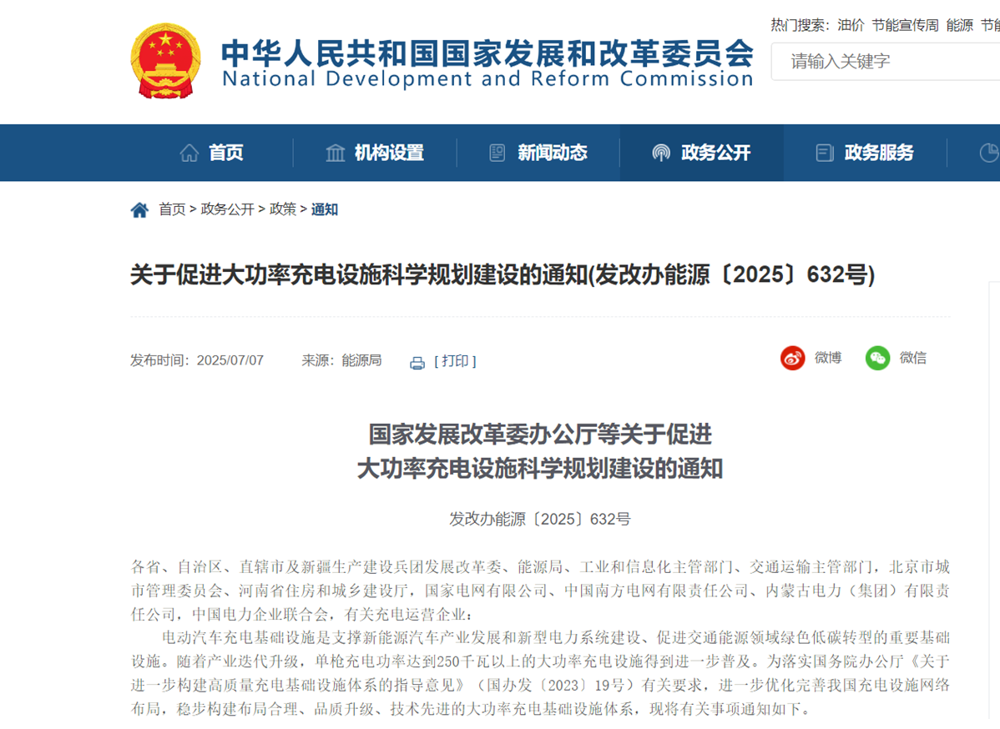 热门搜索：油价 节能宣传周 能源 节能
中华人民共和国国家发展和改革委员会
National Development and Reform Commission
请输入关键字
首页 机构设置 新闻动态 政务公开 政务服务
首页 > 政务公开 > 政策 > 通知
关于促进大功率充电设施科学规划建设的通知(发改办能源〔2025〕632号)
发布时间：2025/07/07 来源：能源局 [ 打印 ] 微博 微信
国家发展改革委办公厅等关于促进
大功率充电设施科学规划建设的通知
发改办能源〔2025〕632号
各省、自治区、直辖市及新疆生产建设兵团发展改革委、能源局、工业和信息化主管部门、交通运输主管部门，北京市城
市管理委员会、河南省住房和城乡建设厅，国家电网有限公司、中国南方电网有限责任公司、内蒙古电力（集团）有限责
任公司，中国电力企业联合会，有关充电运营企业：
电动汽车充电基础设施是支撑新能源汽车产业发展和新型电力系统建设、促进交通能源领域绿色低碳转型的重要基础
设施。随着产业迭代升级，单枪充电功率达到250千瓦以上的大功率充电设施得到进一步普及。为落实国务院办公厅《关于
进一步构建高质量充电基础设施体系的指导意见》（国办发〔2023〕19号）有关要求，进一步优化完善我国充电设施网络
布局，稳步构建布局合理、品质升级、技术先进的大功率充电基础设施体系，现将有关事项通知如下。